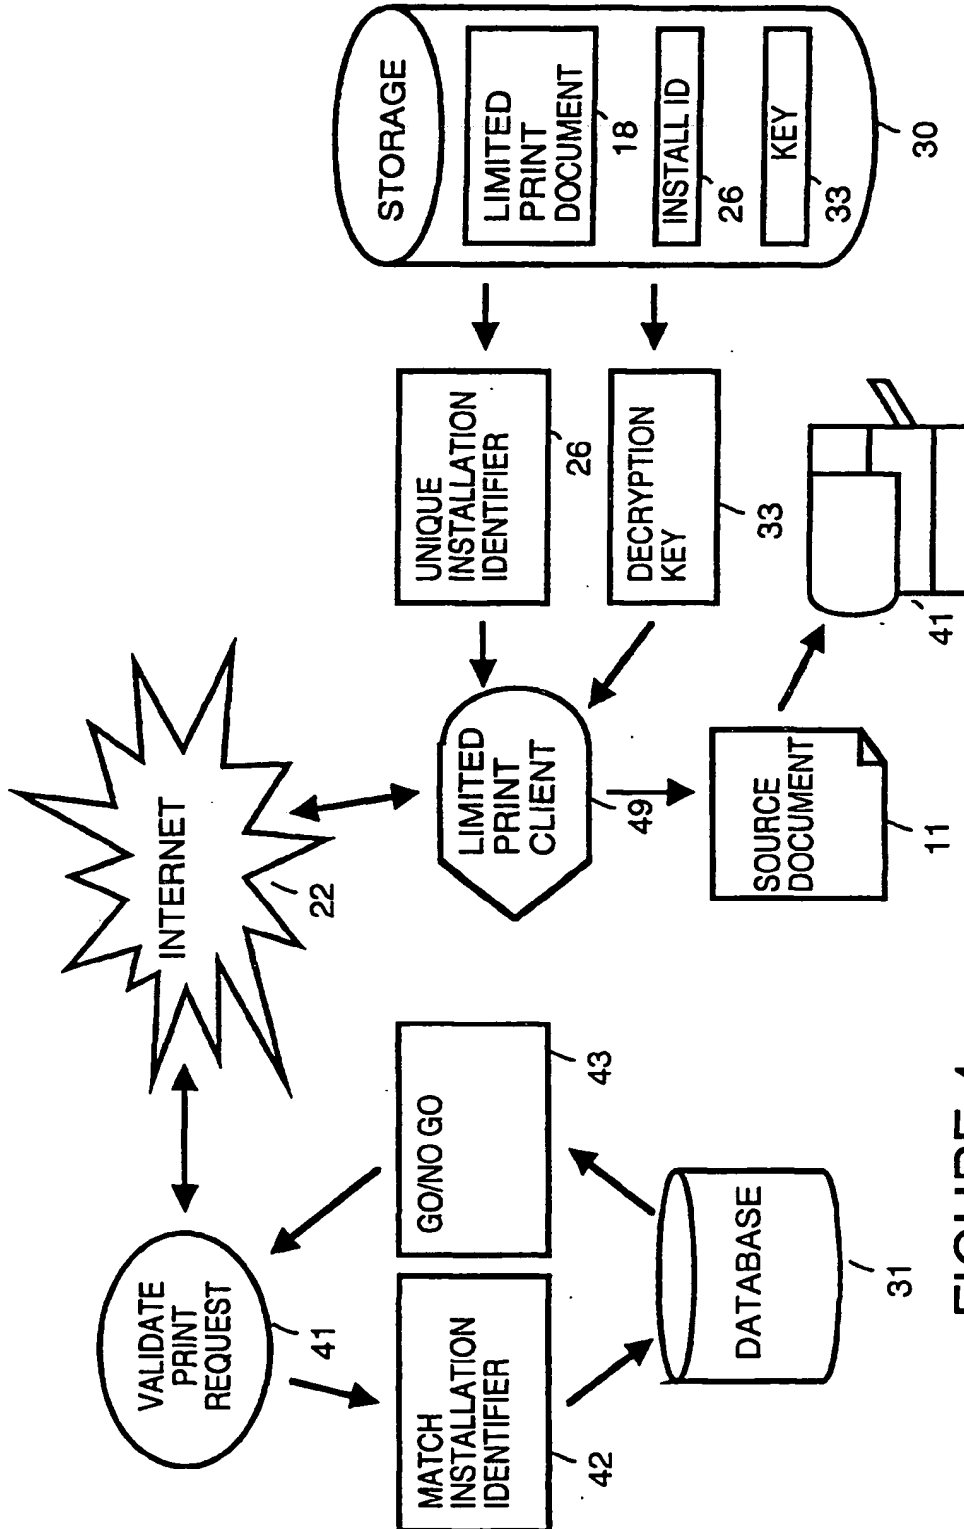 VALIDATE
PRINT
REQUEST
41
INTERNET
22
STORAGE
LIMITED
PRINT
DOCUMENT
18
INSTALL ID
26
KEY
33
30
MATCH
INSTALLATION
IDENTIFIER
42
GO/NO GO
43
LIMITED
PRINT
CLIENT
49
UNIQUE
INSTALLATION
IDENTIFIER
26
DECRYPTION
KEY
33
DATABASE
31
SOURCE
DOCUMENT
11
41
FIGURE